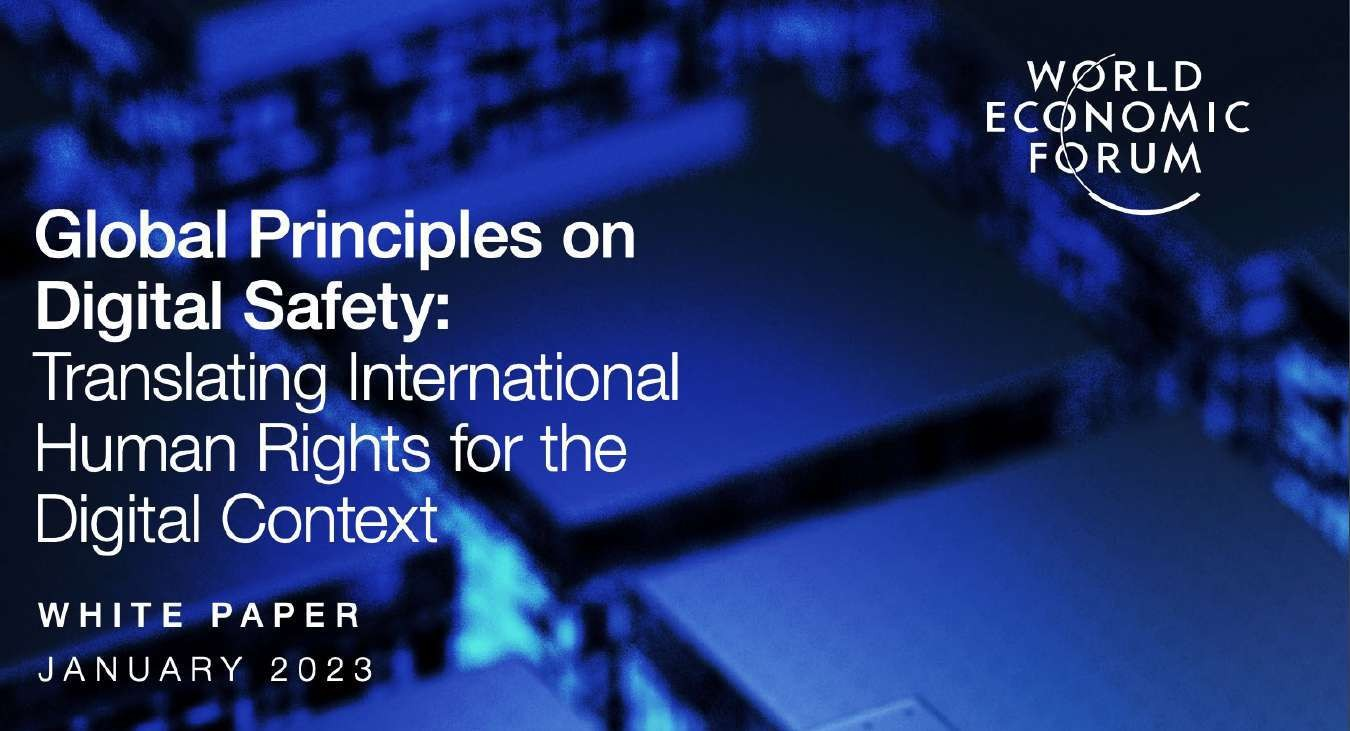 WORLD
ECONOMIC
FORUM
Global Principles on
Digital Safety:
Translating International
Human Rights for the
Digital Context
WHITE PAPER
JANUARY 2023